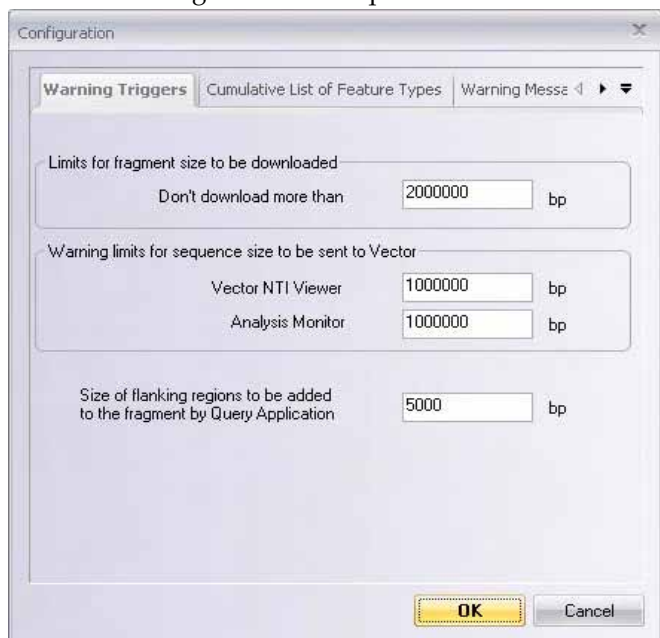 Configuration
Warning Triggers Cumulative List of Feature Types Warning Messa
Limits for fragment size to be downloaded
Don't download more than 2000000 bp
Warning limits for sequence size to be sent to Vector
Vector NTI Viewer 1000000 bp
Analysis Monitor 1000000 bp
Size of flanking regions to be added
to the fragment by Query Application 5000 bp
OK Cancel